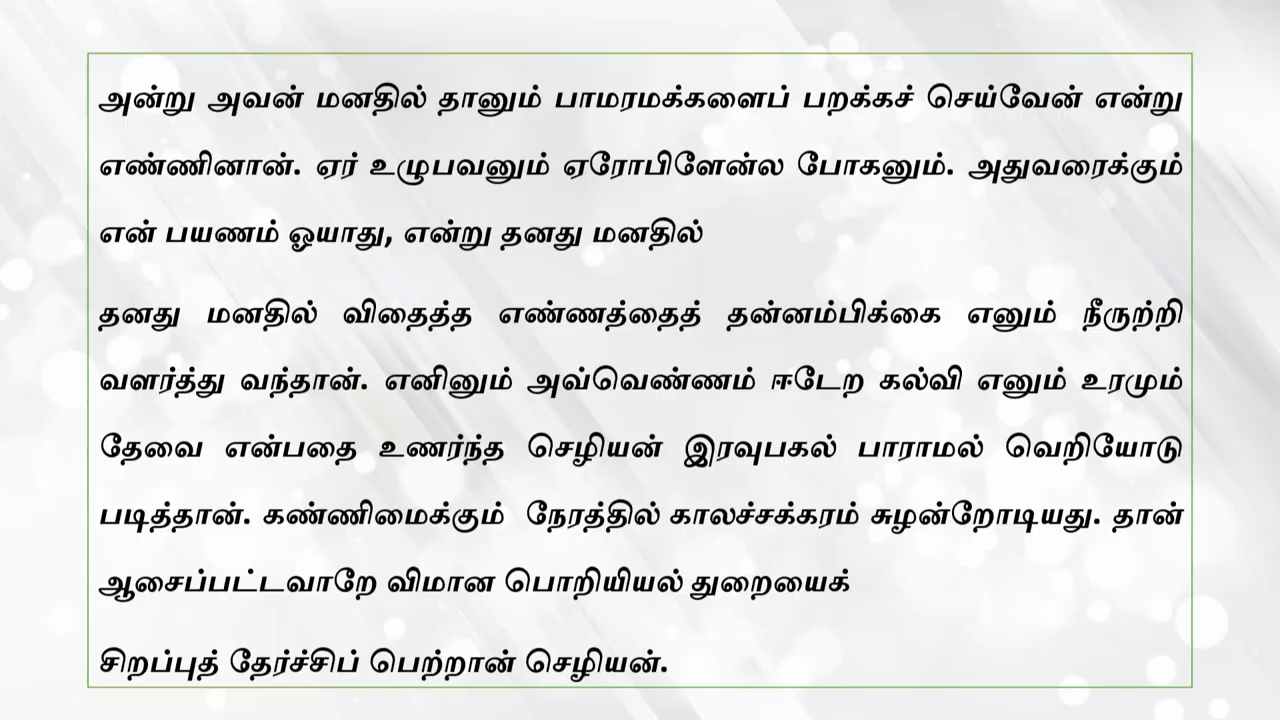 அன்று அவன் மனதில் தானும் பாமரமக்களைப் பறக்கச் செய்வேன் என்று
எண்ணினான். ஏர் உழுபவனும் ஏரோபிளேன்ல போகனும். அதுவரைக்கும்
என் பயணம் ஓயாது, என்று தனது மனதில்
தனது மனதில் விதைத்த எண்ணத்தைத் தன்னம்பிக்கை எனும் நீருற்றி
வளர்த்து வந்தான். எனினும் அவ்வெண்ணம் ஈடேற கல்வி எனும் உரமும்
தேவை என்பதை உணர்ந்த செழியன் இரவுபகல் பாராமல் வெறியோடு
படித்தான். கண்ணிமைக்கும் நேரத்தில் காலச்சக்கரம் சுழன்றோடியது. தான்
ஆசைப்பட்டவாறே விமான பொறியியல் துறையைக்
சிறப்புத் தேர்ச்சிப் பெற்றான் செழியன்.